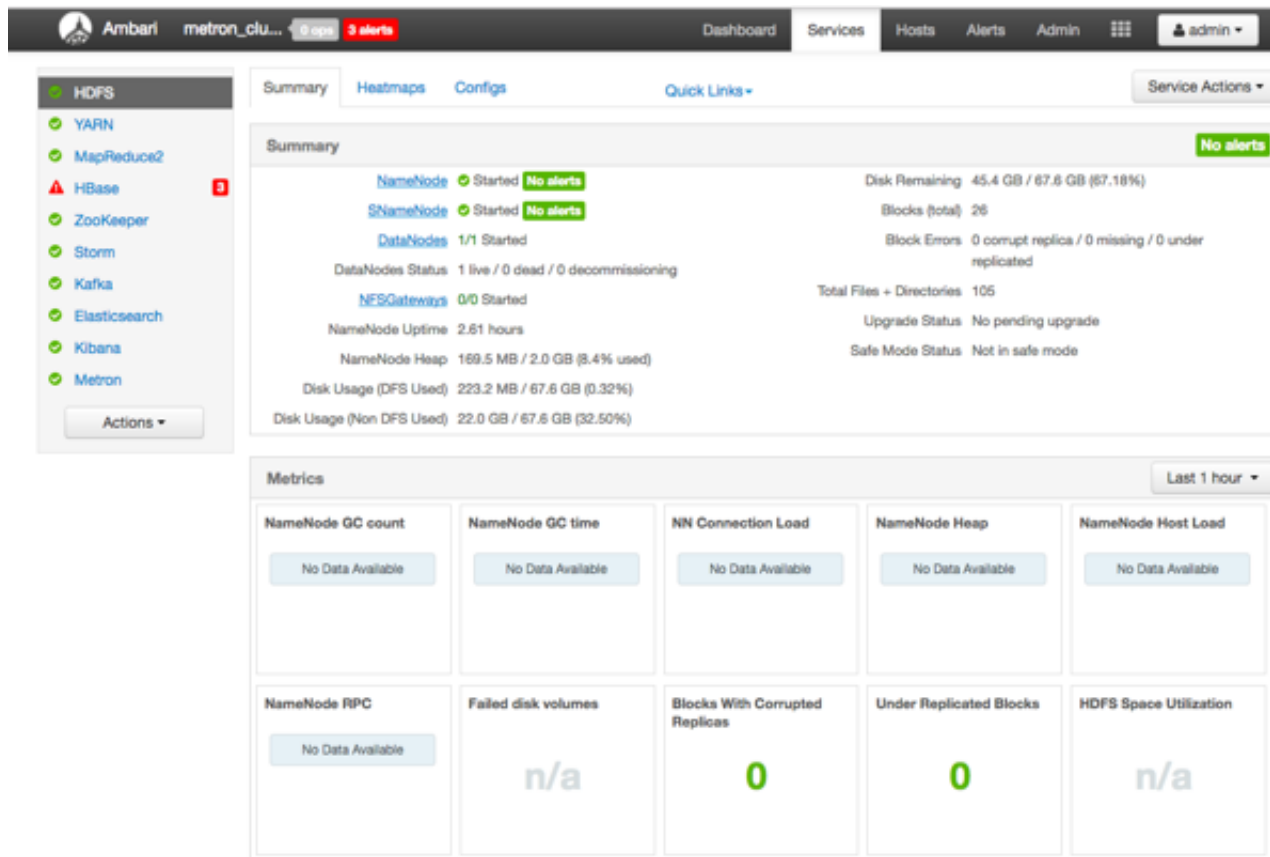 Ambari metron_clu... 0 ops 3 alerts Dashboard Services Hosts Alerts Admin admin
HDFS
YARN
MapReduce2
HBase 3
ZooKeeper
Storm
Kafka
Elasticsearch
Kibana
Metron
Actions
Summary Heatmaps Configs Quick Links Service Actions
Summary No alerts
NameNode Started No alerts
SNameNode Started No alerts
DataNodes 1/1 Started
DataNodes Status 1 live / 0 dead / 0 decommissioning
NFSGateways 0/0 Started
NameNode Uptime 2.61 hours
NameNode Heap 169.5 MB / 2.0 GB (8.4% used)
Disk Usage (DFS Used) 223.2 MB / 67.6 GB (0.32%)
Disk Usage (Non DFS Used) 22.0 GB / 67.6 GB (32.50%)
Disk Remaining 45.4 GB / 67.6 GB (67.18%)
Blocks (total) 26
Block Errors 0 corrupt replica / 0 missing / 0 under
replicated
Total Files + Directories 105
Upgrade Status No pending upgrade
Safe Mode Status Not in safe mode
Metrics Last 1 hour
NameNode GC count
No Data Available
NameNode GC time
No Data Available
NN Connection Load
No Data Available
NameNode Heap
No Data Available
NameNode Host Load
No Data Available
NameNode RPC
No Data Available
Failed disk volumes
n/a
Blocks With Corrupted
Replicas
0
Under Replicated Blocks
0
HDFS Space Utilization
n/a